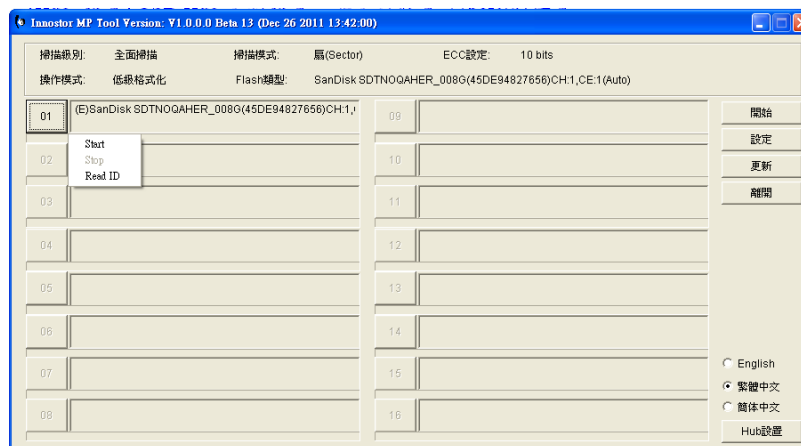 Innostor MP Tool Version: V1.0.0.0 Beta 13 (Dec 26 2011 13:42:00)
掃描級別: 全面掃描 掃描模式: 扇(Sector) ECC設定: 10 bits
操作模式: 低級格式化 Flash類型: SanDisk SDTNOQAHER_008G(45DE94827656)CH:1,CE:1(Auto)
01 (E)SanDisk SDTNOQAHER_008G(45DE94827656)CH:1,
Start
Stop
Read ID
02
03
04
05
06
07
08
09
10
11
12
13
14
15
16
開始
設定
更新
離開
English
繁體中文
簡体中文
Hub設置